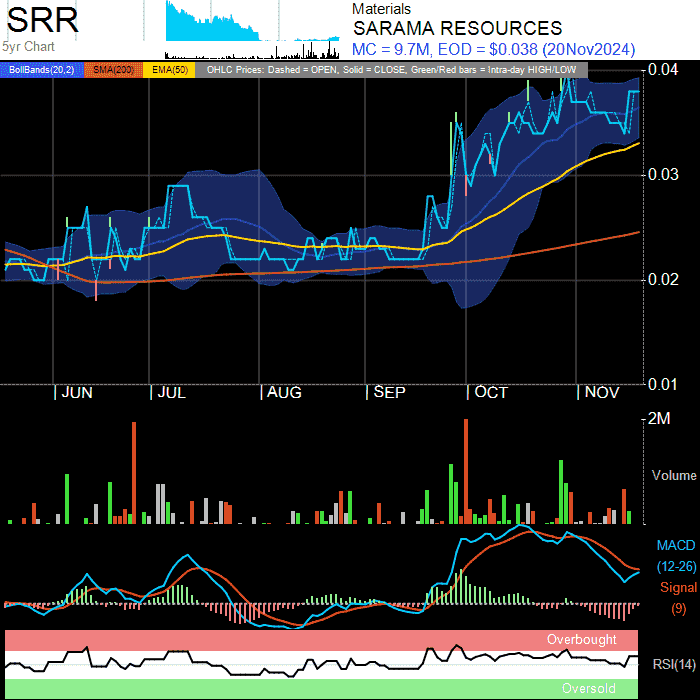 SRR
5yr Chart
Materials
SARAMA RESOURCES
MC = 9.7M, EOD = $0.038 (20Nov2024)
BollBands(20,2) SMA(200) EMA(50) OHLC Prices: Dashed = OPEN, Solid = CLOSE, Green/Red bars = Intra-day HIGH/LOW
0.04
0.03
0.02
0.01
JUN JUL AUG SEP OCT NOV
2M
Volume
MACD
(12-26)
Signal
(9)
Overbought
RSI(14)
Oversold